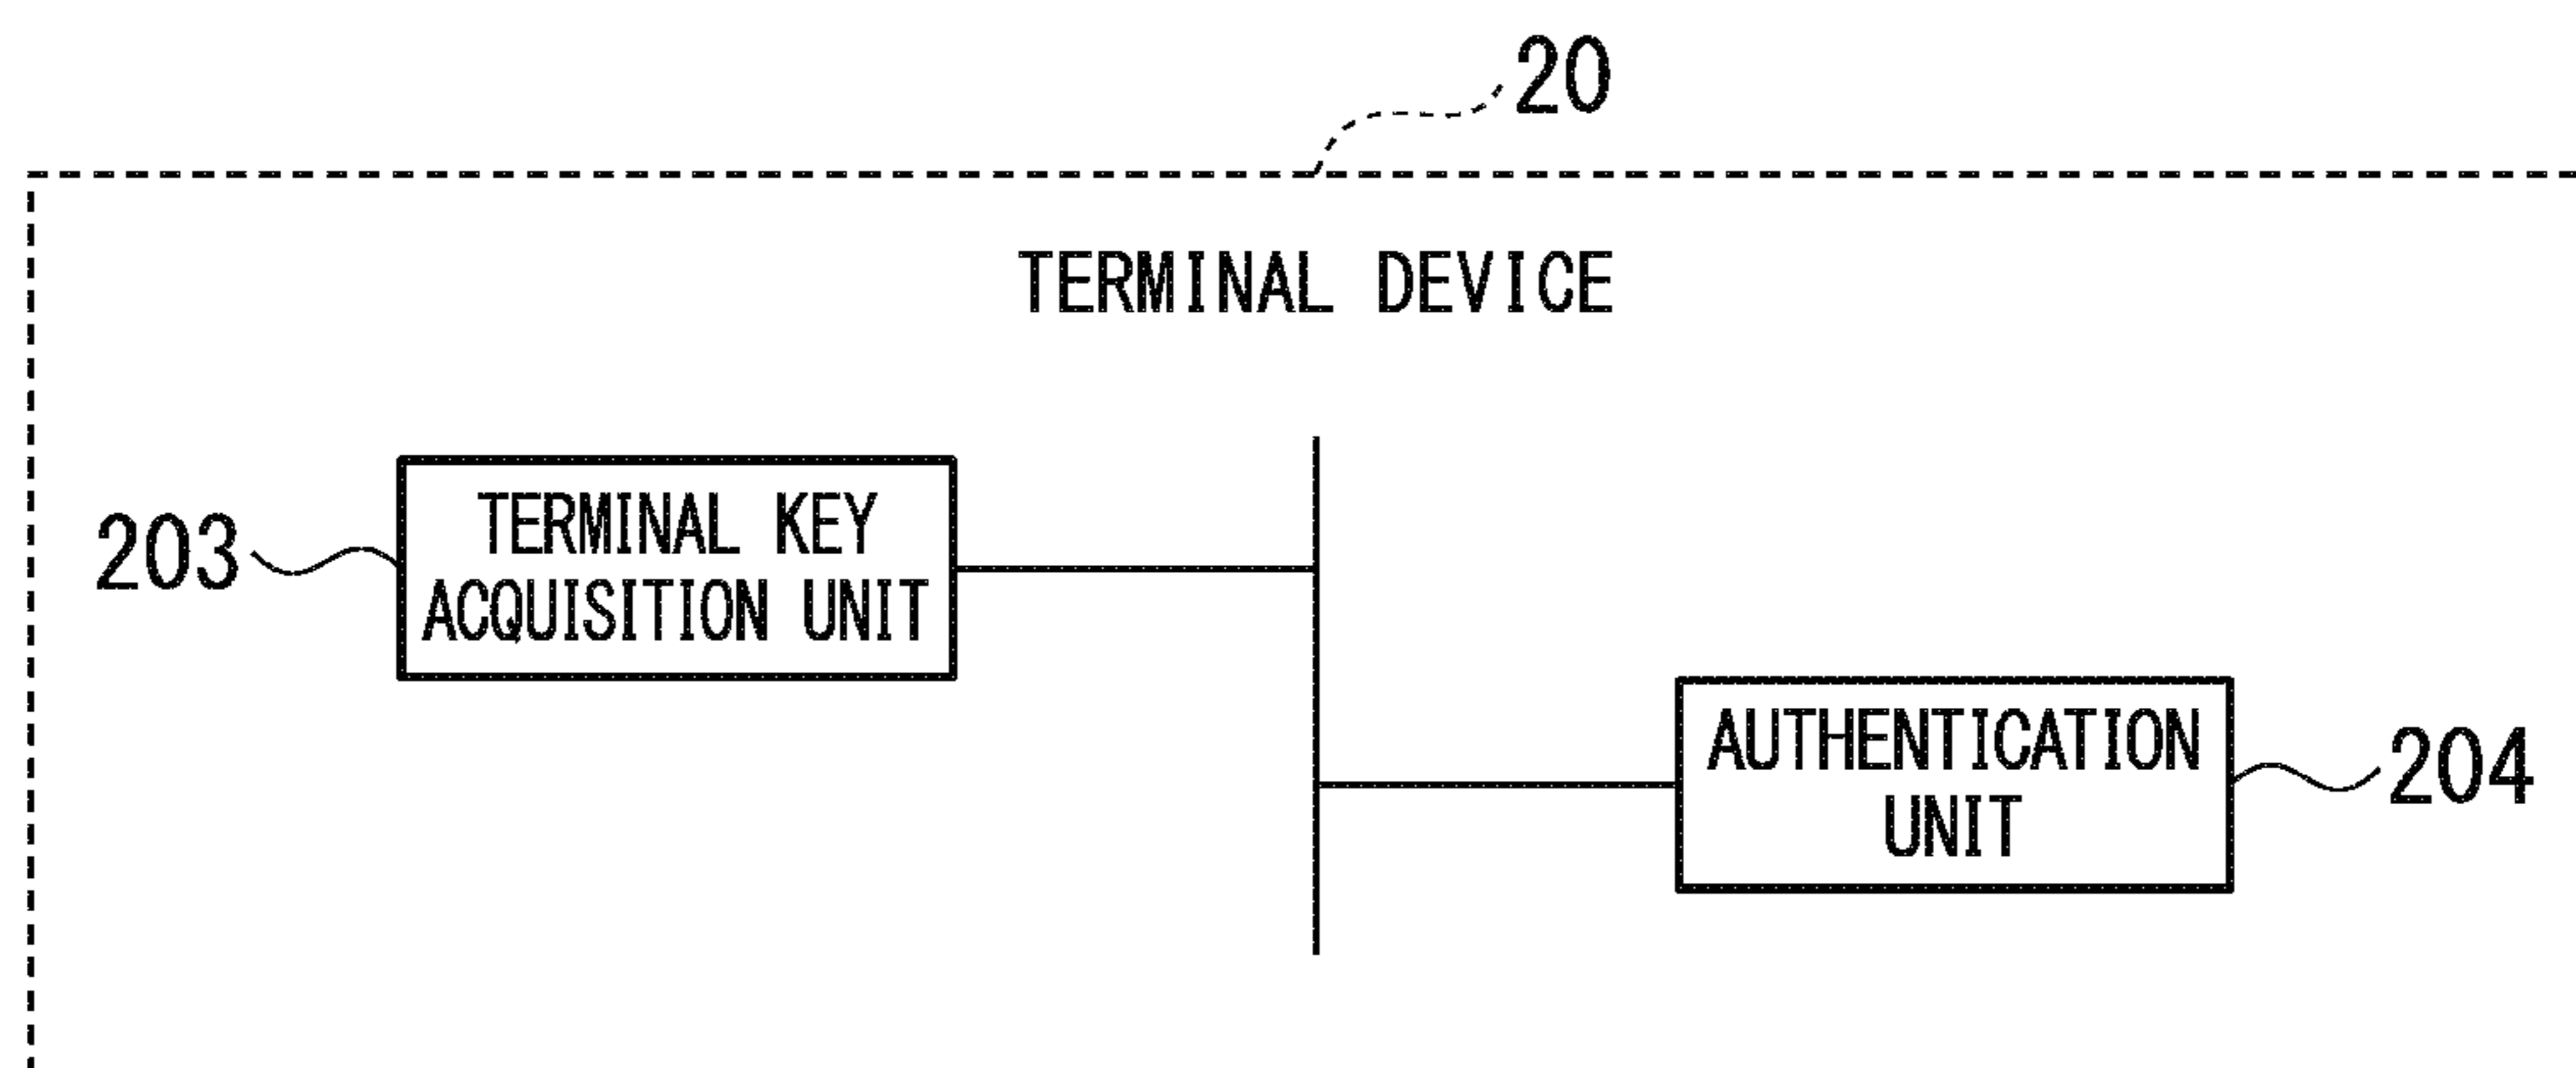 20
TERMINAL DEVICE
203
TERMINAL KEY
ACQUISITION UNIT
AUTHENTICATION
UNIT
204